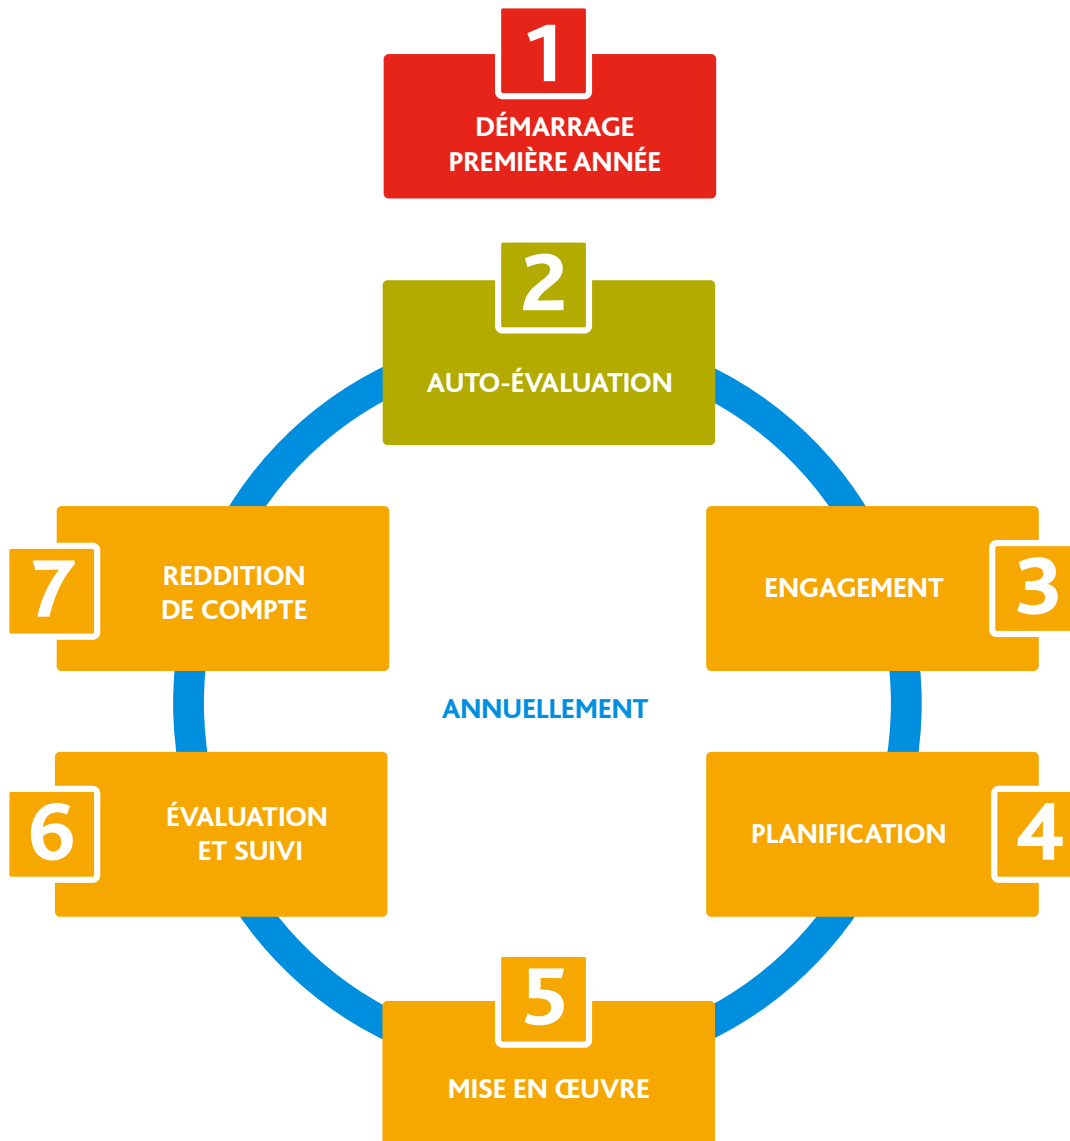 1
DÉMARRAGE
PREMIÈRE ANNÉE
2
AUTO-ÉVALUATION
3
ENGAGEMENT
4
PLANIFICATION
5
MISE EN ŒUVRE
6
ÉVALUATION
ET SUIVI
7
REDDITION
DE COMPTE
ANNUELLEMENT